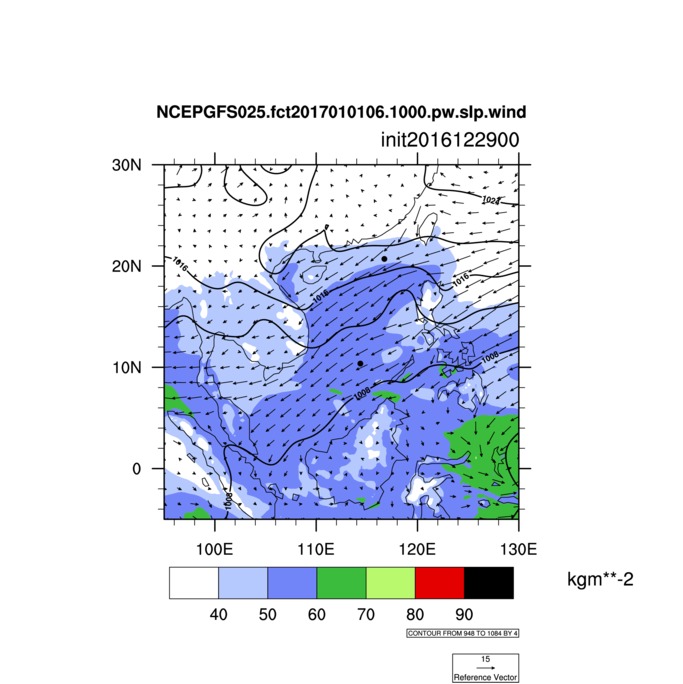 NCEPGFS025.fct2017010106.1000.pw.slp.wind
init2016122900
30N
20N
10N
0
1024
1016
1016
1016
1008
1008
1008
100E
110E
120E
130E
kgm**-2
40
50
60
70
80
90
CONTOUR FROM 948 TO 1084 BY 4
15
Reference Vector